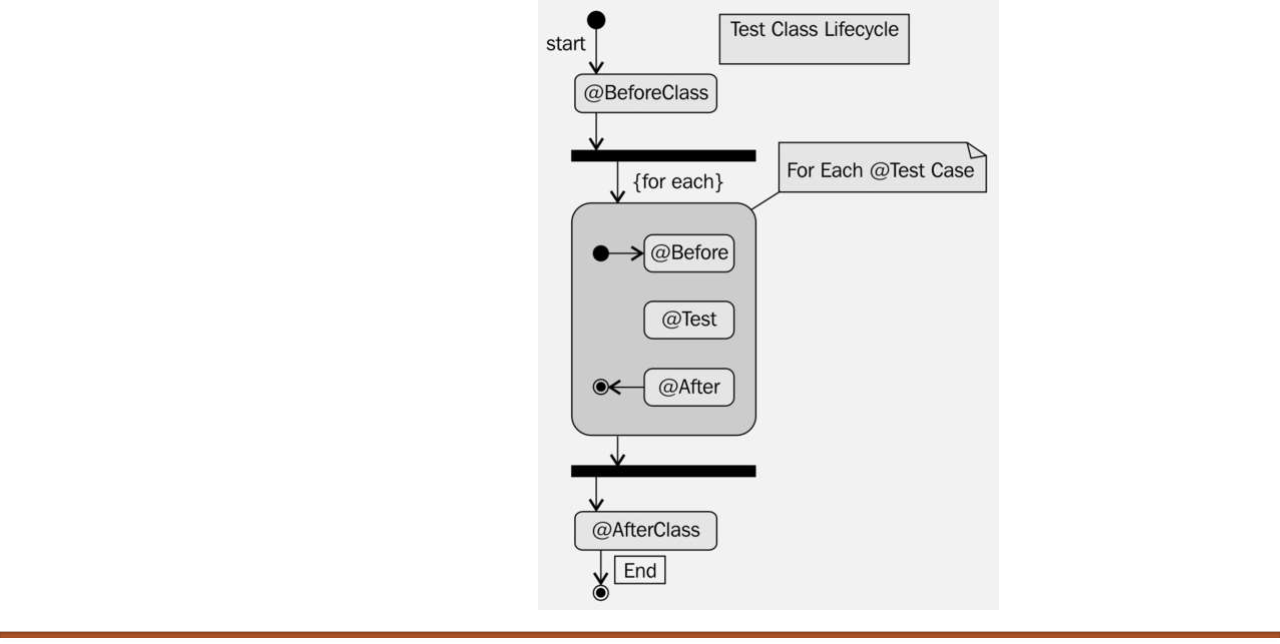 start
Test Class Lifecycle
@BeforeClass
{for each}
For Each @Test Case
@Before
@Test
@After
@AfterClass
End